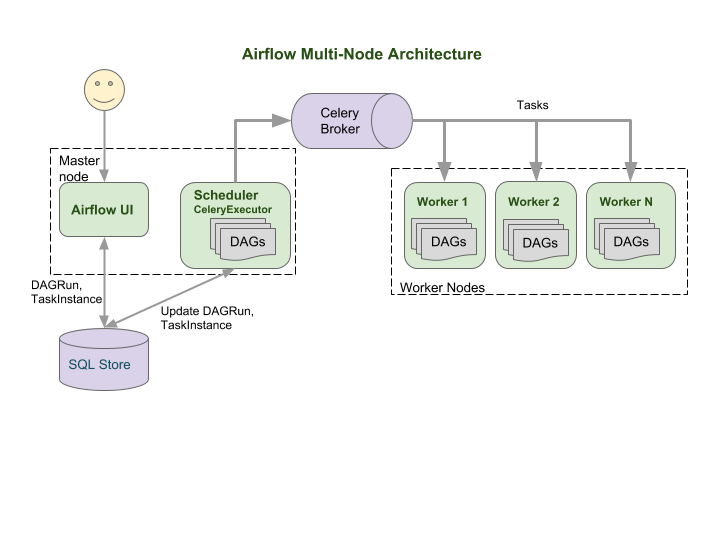 Airflow Multi-Node Architecture
Celery
Broker
Tasks
Master
node
Airflow UI
Scheduler
CeleryExecutor
DAGs
Worker 1
DAGs
Worker 2
DAGs
Worker N
DAGs
Worker Nodes
DAGRun,
TaskInstance
Update DAGRun,
TaskInstance
SQL Store